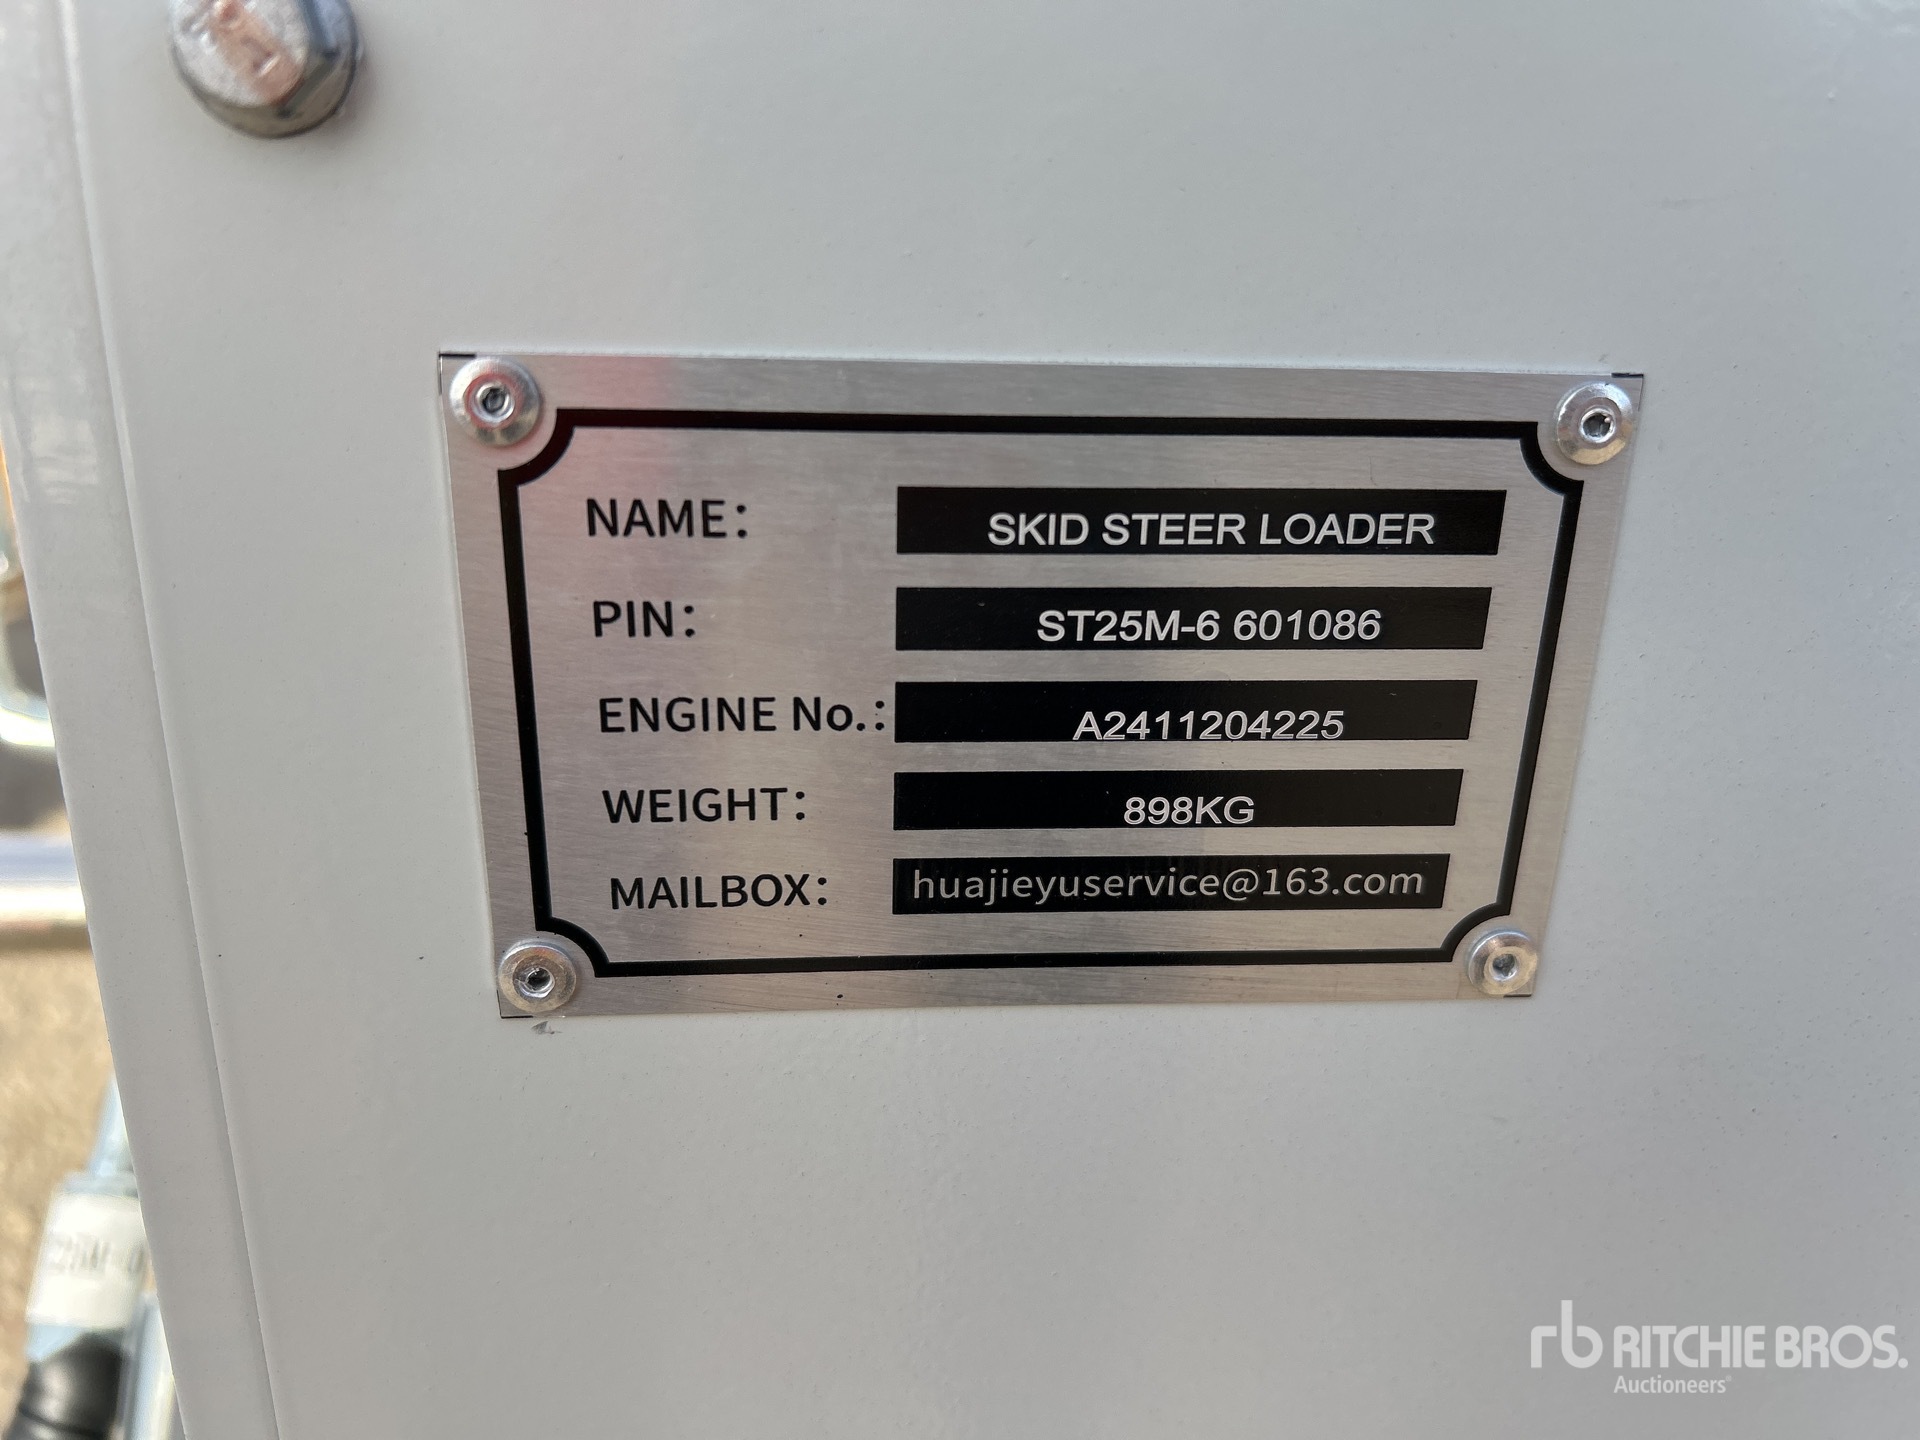 NAME: SKID STEER LOADER
PIN: ST25M-6 601086
ENGINE No.: A2411204225
WEIGHT: 898KG
MAILBOX: huajieyuservice@163.com
rb RITCHIE BROS.
Auctioneers